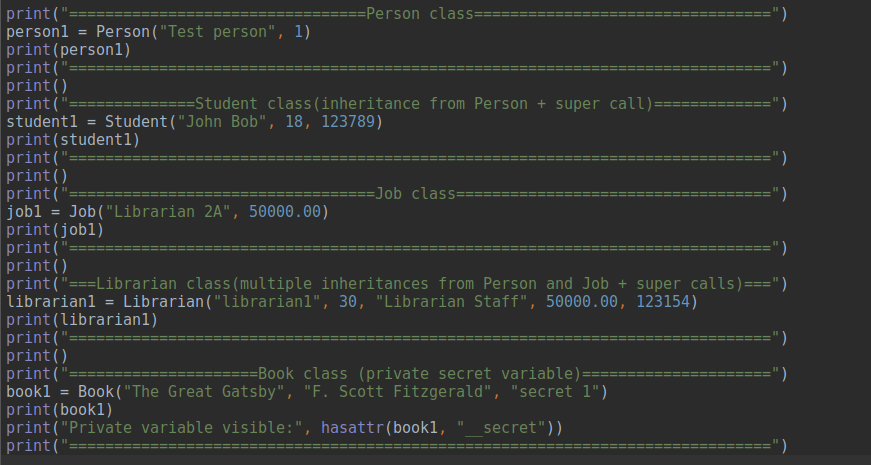 print("=================================Person class=================================")
person1 = Person("Test person", 1)
print(person1)
print("==============================================================================")
print()
print("==============Student class(inheritance from Person + super call)=============")
student1 = Student("John Bob", 18, 123789)
print(student1)
print("==============================================================================")
print()
print("==================================Job class===================================")
job1 = Job("Librarian 2A", 50000.00)
print(job1)
print("==============================================================================")
print()
print("===Librarian class(multiple inheritances from Person and Job + super calls)===")
librarian1 = Librarian("librarian1", 30, "Librarian Staff", 50000.00, 123154)
print(librarian1)
print("==============================================================================")
print()
print("=====================Book class (private secret variable)=====================")
book1 = Book("The Great Gatsby", "F. Scott Fitzgerald", "secret 1")
print(book1)
print("Private variable visible:", hasattr(book1, "__secret"))
print("==============================================================================")